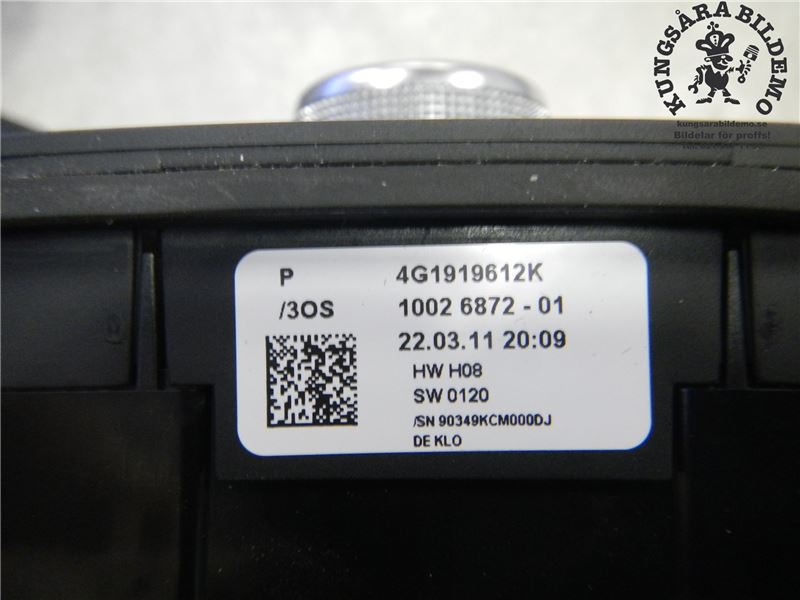 KUNGSÅRA BILDEMO
kungsarabildemo.se
Bildelar för proffs!
P 4G1919612K
/3OS 1002 6872 - 01
22.03.11 20:09
HW H08
SW 0120
/SN 90349KCM000DJ
DE KLO